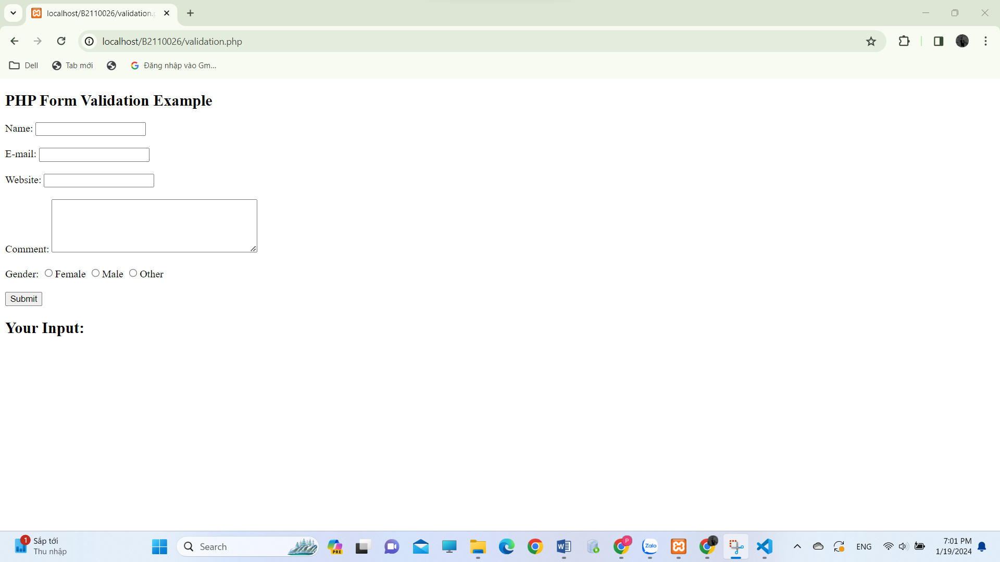 localhost/B2110026/validation.p
localhost/B2110026/validation.php
Dell
Tab mới
Đăng nhập vào Gm...
PHP Form Validation Example
Name:
E-mail:
Website:
Comment:
Gender: Female Male Other
Submit
Your Input:
1
Sắp tới
Thu nhập
Search
PRE
P
Zalo
ENG
7:01 PM
1/19/2024